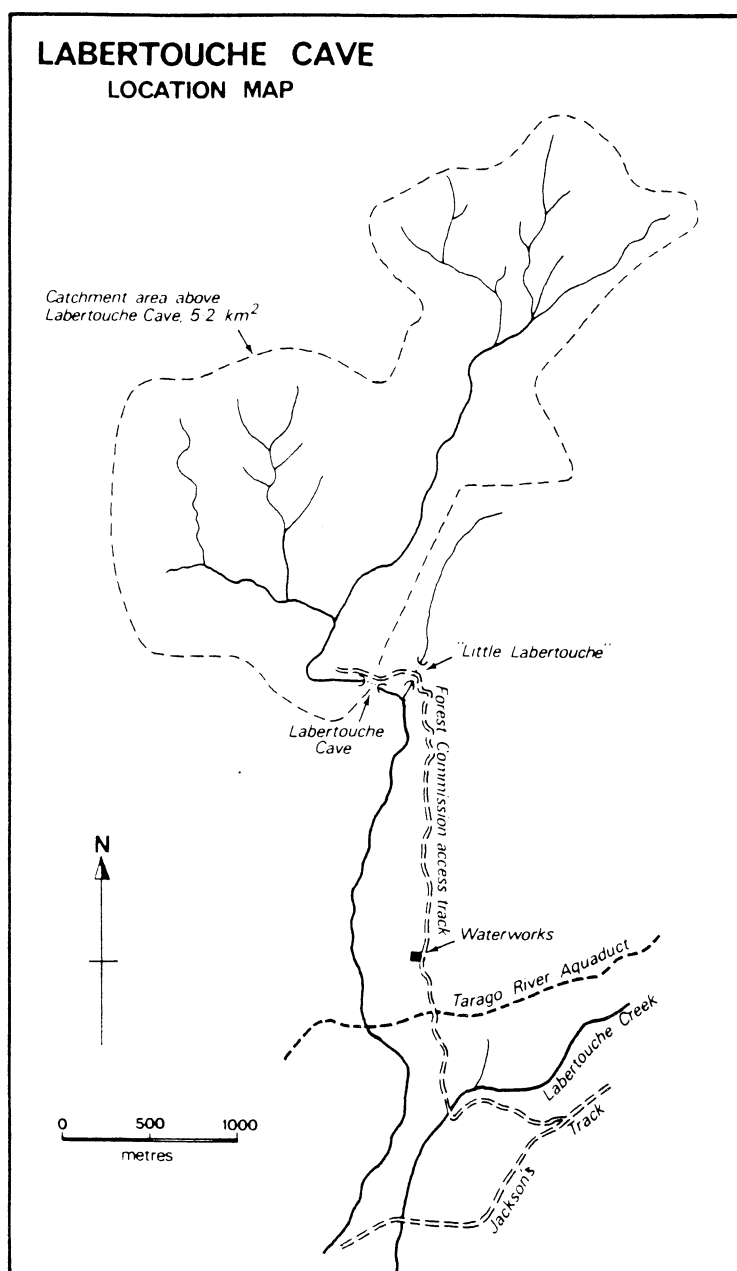 LABERTOUCHE CAVE
LOCATION MAP
Catchment area above
Labertouche Cave, 5·2 km²
"Little Labertouche"
Labertouche
Cave
Forest Commission access track
N
Waterworks
Tarago River Aquaduct
Labertouche Creek
0 500 1000
metres
Jackson's Track